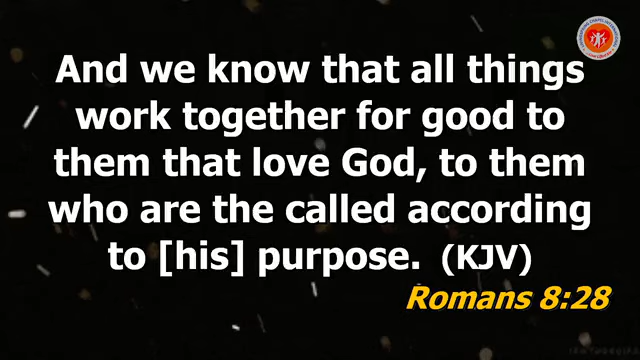 And we know that all things
work together for good to
them that love God, to them
who are the called according
to [his] purpose. (KJV)
Romans 8:28